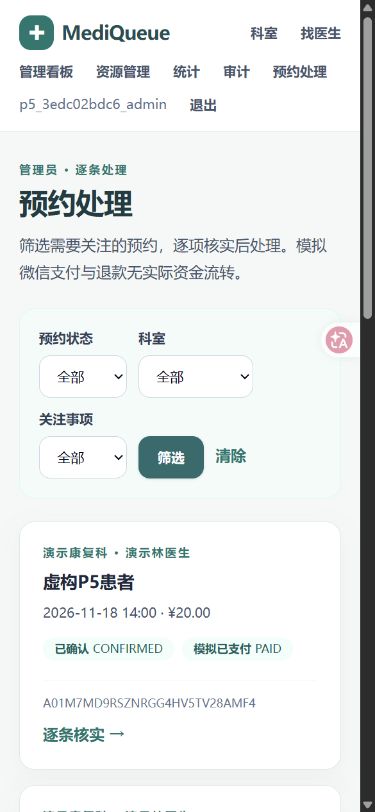 MediQueue
科室 找医生
管理看板 资源管理 统计 审计 预约处理
p5_3edc02bdc6_admin 退出
管理员 • 逐条处理
预约处理
筛选需要关注的预约，逐项核实后处理。模拟
微信支付与退款无实际资金流转。
预约状态 科室
全部 全部
关注事项
全部 筛选 清除
演示康复科 • 演示林医生
虚构P5患者
2026-11-18 14:00 · ¥20.00
已确认 CONFIRMED 模拟已支付 PAID
A01M7MD9RSZNRGG4HV5TV28AMF4
逐条核实 →